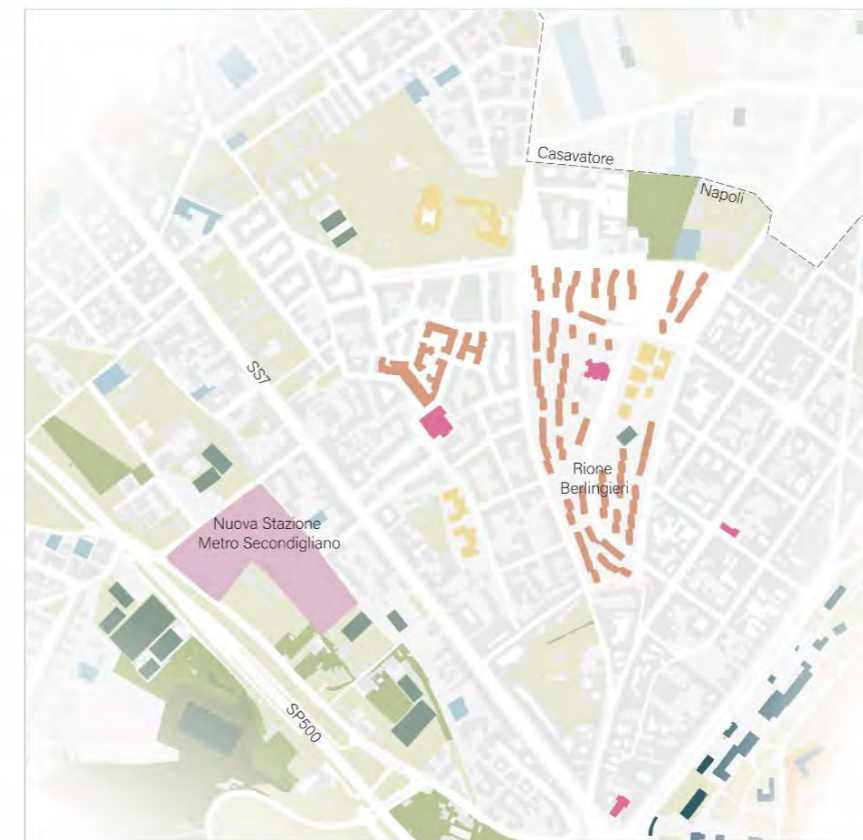 Casavatore
Napoli
SS7
Rione
Berlingieri
Nuova Stazione
Metro Secondigliano
SP500